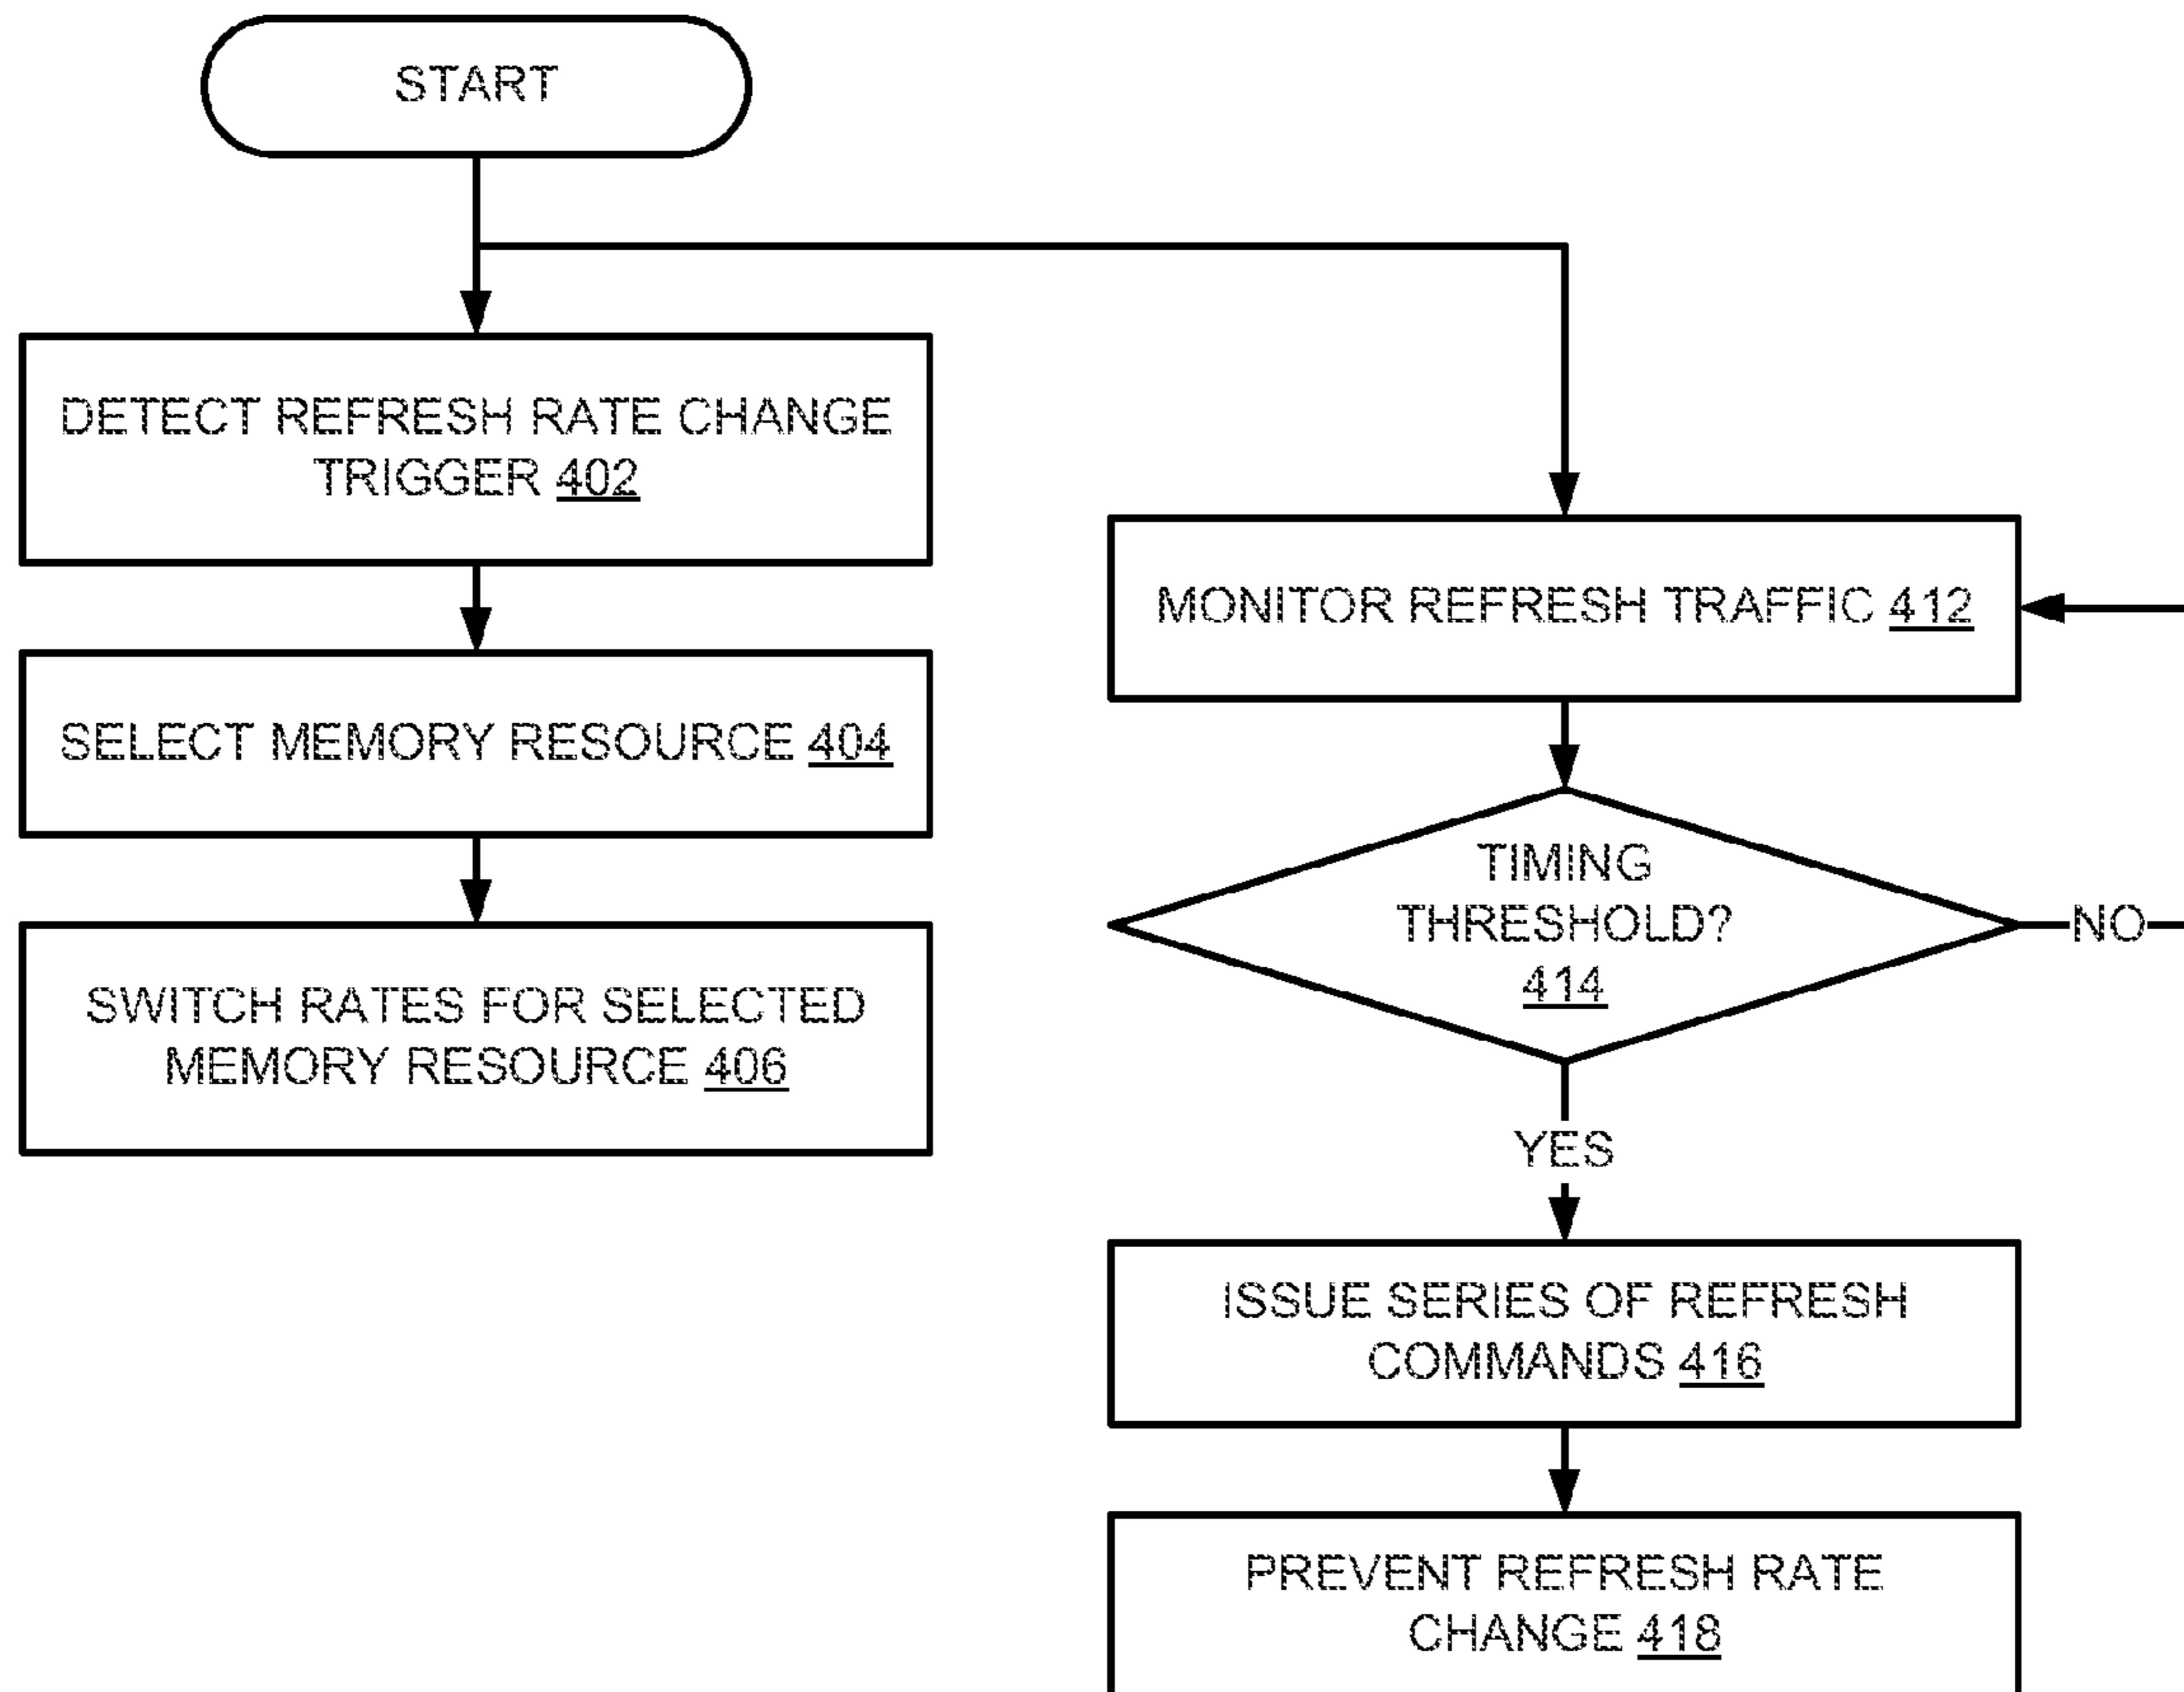 START
DETECT REFRESH RATE CHANGE
TRIGGER 402
SELECT MEMORY RESOURCE 404
SWITCH RATES FOR SELECTED
MEMORY RESOURCE 406
MONITOR REFRESH TRAFFIC 412
TIMING
THRESHOLD?
414
NO
YES
ISSUE SERIES OF REFRESH
COMMANDS 416
PREVENT REFRESH RATE
CHANGE 418